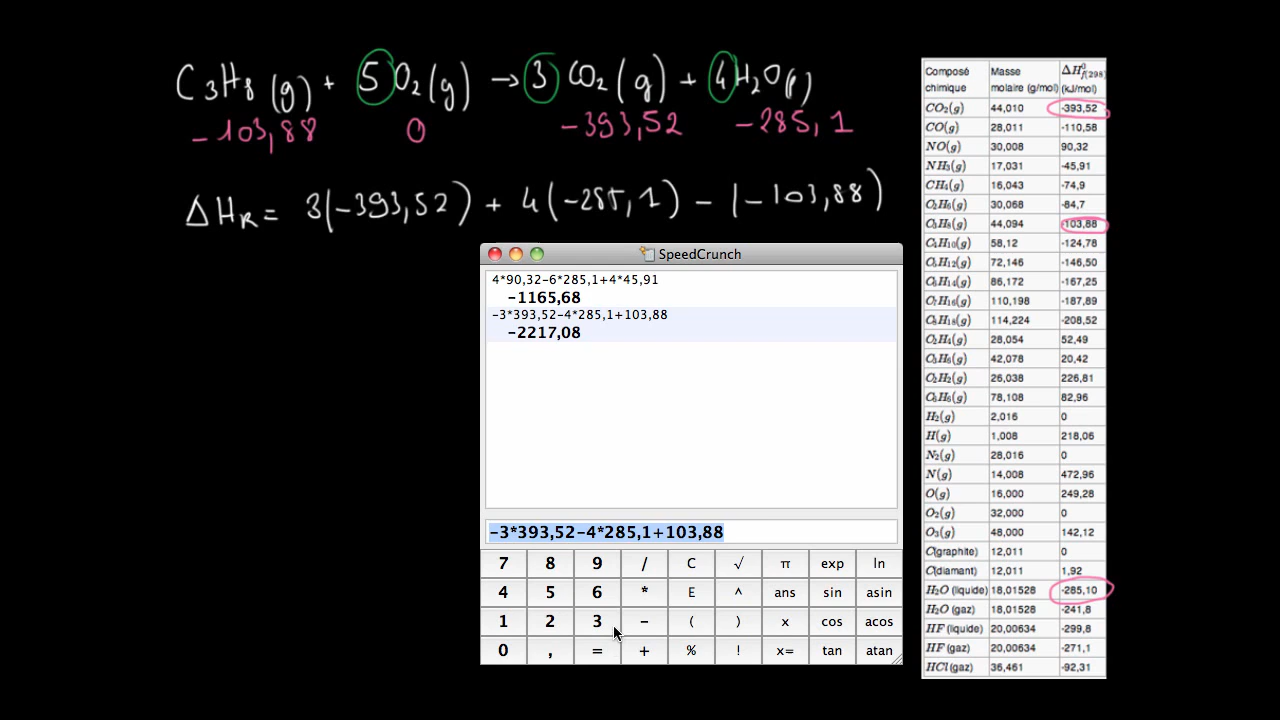 C₃H₈ (g) + 5 O₂ (g) → 3 CO₂ (g) + 4 H₂O (l)
-103,88 0 -393,52 -285,1
ΔH_R = 3(-393,52) + 4(-285,1) - (-103,88)
SpeedCrunch
4*90,32-6*285,1+4*45,91
-1165,68
-3*393,52-4*285,1+103,88
-2217,08
-3*393,52-4*285,1+103,88
7 8 9 / C √ π exp ln
4 5 6 * E ^ ans sin asin
1 2 3 - ( ) x cos acos
0 , = + % ! x= tan atan
Composé chimique Masse molaire (g/mol) ΔH⁰f(298) (kJ/mol)
CO₂(g) 44,010 -393,52
CO(g) 28,011 -110,58
NO(g) 30,008 90,32
NH₃(g) 17,031 -45,91
CH₄(g) 16,043 -74,9
C₂H₆(g) 30,068 -84,7
C₃H₈(g) 44,094 -103,88
C₄H₁₀(g) 58,12 -124,78
C₅H₁₂(g) 72,146 -146,50
C₆H₁₄(g) 86,172 -167,25
C₇H₁₆(g) 110,198 -187,89
C₈H₁₈(g) 114,224 -208,52
C₂H₄(g) 28,054 52,49
C₃H₆(g) 42,078 20,42
C₂H₂(g) 26,038 226,81
C₆H₆(g) 78,108 82,96
H₂(g) 2,016 0
H(g) 1,008 218,06
N₂(g) 28,016 0
N(g) 14,008 472,96
O(g) 16,000 249,28
O₂(g) 32,000 0
O₃(g) 48,000 142,12
C(graphite) 12,011 0
C(diamant) 12,011 1,92
H₂O (liquide) 18,01528 -285,10
H₂O (gaz) 18,01528 -241,8
HF (liquide) 20,00634 -299,8
HF (gaz) 20,00634 -271,1
HCl (gaz) 36,461 -92,31